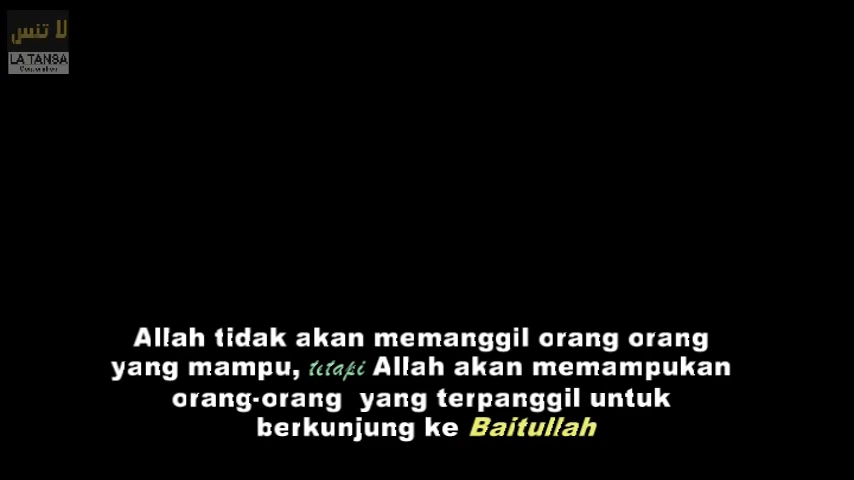 لا تنس
LA TANSA
Corporation
Allah tidak akan memanggil orang orang
yang mampu, tetapi Allah akan memampukan
orang-orang yang terpanggil untuk
berkunjung ke Baitullah